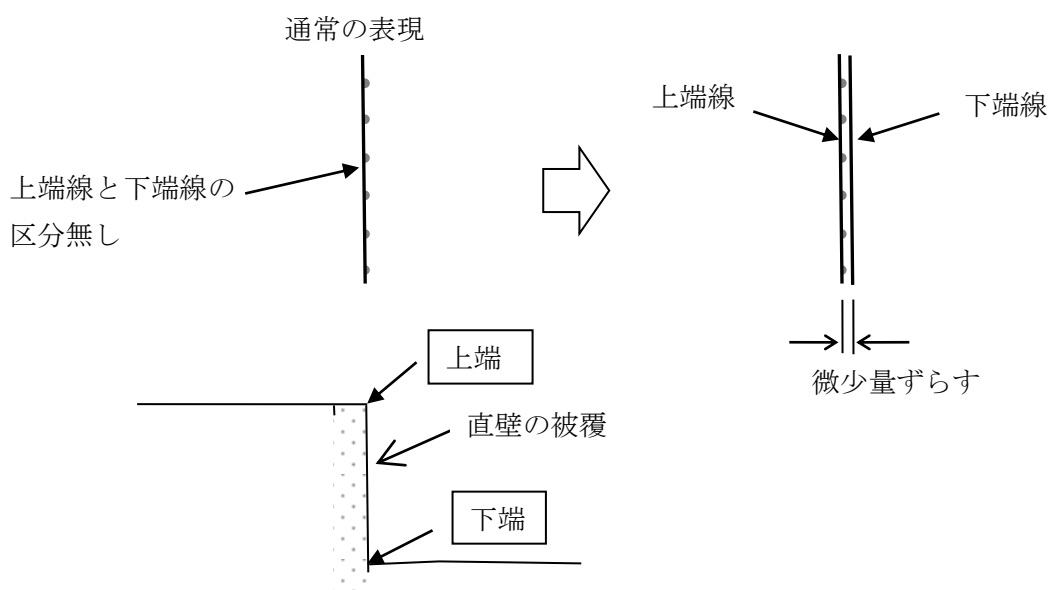 通常の表現
上端線
下端線
上端線と下端線の
区分無し
微少量ずらす
上端
直壁の被覆
下端